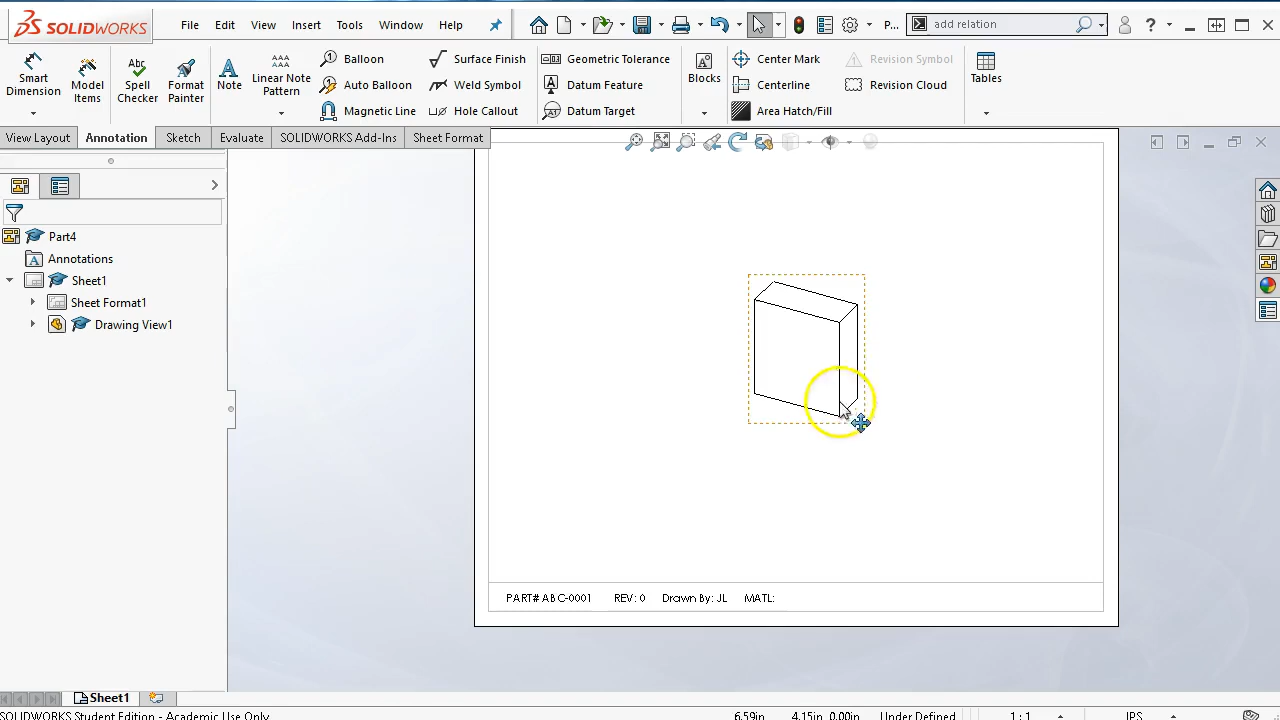 SOLIDWORKS File Edit View Insert Tools Window Help P... add relation
Smart Dimension
Model Items
Abc
Spell Checker
Format Painter
A
Note
AAA
AAA
Linear Note Pattern
Balloon
Auto Balloon
Magnetic Line
Surface Finish
Weld Symbol
Hole Callout
Geometric Tolerance
Datum Feature
Datum Target
Blocks
Center Mark
Centerline
Area Hatch/Fill
Revision Symbol
Revision Cloud
Tables
View Layout Annotation Sketch Evaluate SOLIDWORKS Add-Ins Sheet Format
Part4
Annotations
Sheet1
Sheet Format1
Drawing View1
PART# ABC-0001 REV: 0 Drawn By: JL MATL:
Sheet1
SOLIDWORKS Student Edition - Academic Use Only 6.59in 4.15in 0.00in Under Defined 1 : 1 IPS